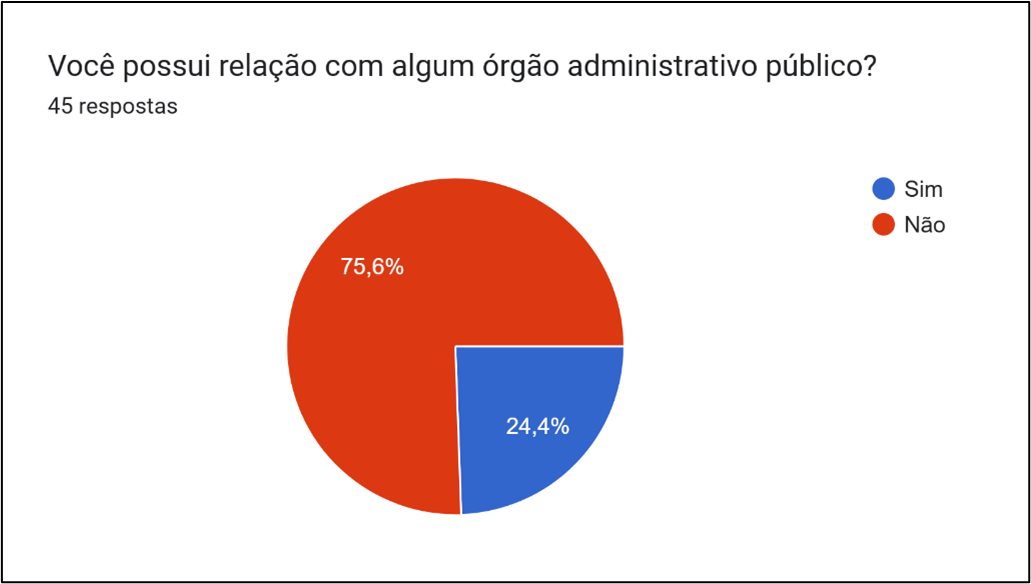 Você possui relação com algum órgão administrativo público?
45 respostas
Sim
Não
75,6%
24,4%